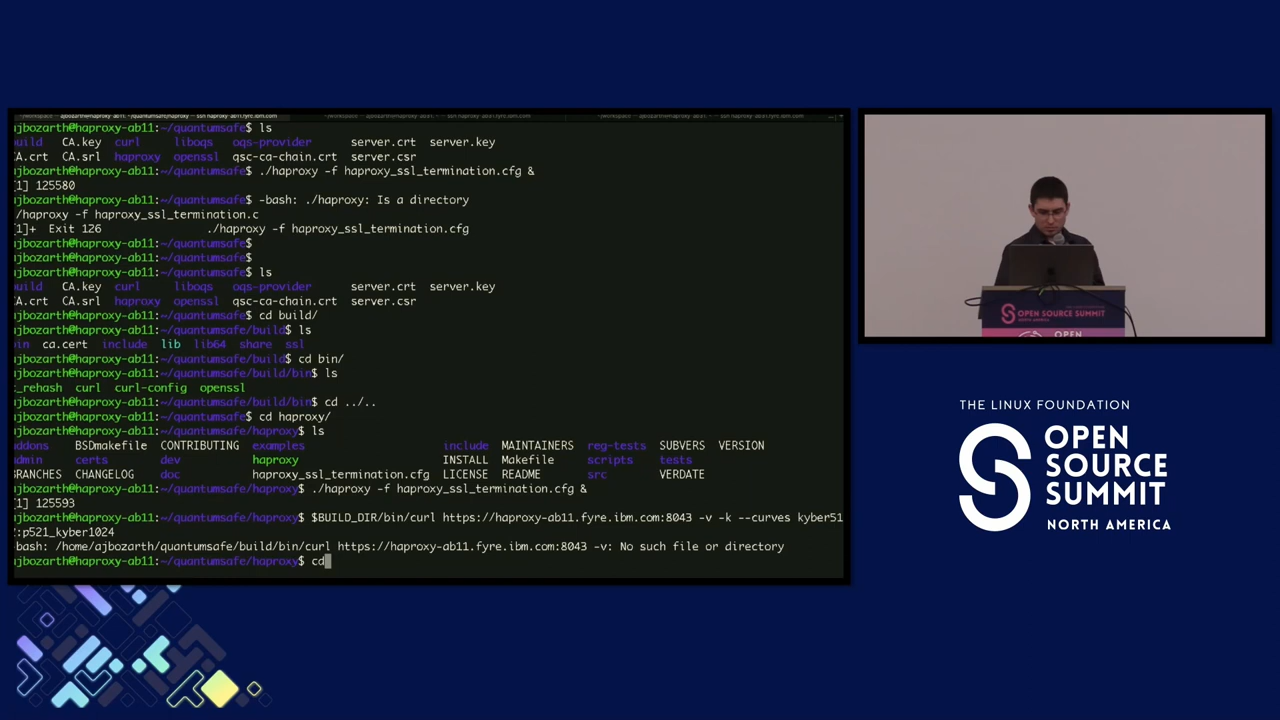 ajbozarth@haproxy-ab11:~/quantumsafe$ ls
build CA.key curl liboqs oqs-provider server.crt server.key
CA.crt CA.srl haproxy openssl qsc-ca-chain.crt server.csr
ajbozarth@haproxy-ab11:~/quantumsafe$ ./haproxy -f haproxy_ssl_termination.cfg &
[1] 125580
ajbozarth@haproxy-ab11:~/quantumsafe$ -bash: ./haproxy: Is a directory
/haproxy -f haproxy_ssl_termination.c
[1]+ Exit 126 ./haproxy -f haproxy_ssl_termination.cfg
ajbozarth@haproxy-ab11:~/quantumsafe$
ajbozarth@haproxy-ab11:~/quantumsafe$
ajbozarth@haproxy-ab11:~/quantumsafe$ ls
build CA.key curl liboqs oqs-provider server.crt server.key
CA.crt CA.srl haproxy openssl qsc-ca-chain.crt server.csr
ajbozarth@haproxy-ab11:~/quantumsafe$ cd build/
ajbozarth@haproxy-ab11:~/quantumsafe/build$ ls
bin ca.cert include lib lib64 share ssl
ajbozarth@haproxy-ab11:~/quantumsafe/build$ cd bin/
ajbozarth@haproxy-ab11:~/quantumsafe/build/bin$ ls
c_rehash curl curl-config openssl
ajbozarth@haproxy-ab11:~/quantumsafe/build/bin$ cd ../..
ajbozarth@haproxy-ab11:~/quantumsafe$ cd haproxy/
ajbozarth@haproxy-ab11:~/quantumsafe/haproxy$ ls
addons BSDmakefile CONTRIBUTING examples include MAINTAINERS reg-tests SUBVERS VERSION
admin certs dev haproxy INSTALL Makefile scripts tests
BRANCHES CHANGELOG doc haproxy_ssl_termination.cfg LICENSE README src VERDATE
ajbozarth@haproxy-ab11:~/quantumsafe/haproxy$ ./haproxy -f haproxy_ssl_termination.cfg &
[1] 125593
ajbozarth@haproxy-ab11:~/quantumsafe/haproxy$ $BUILD_DIR/bin/curl https://haproxy-ab11.fyre.ibm.com:8043 -v -k --curves kyber51
2:p521_kyber1024
-bash: /home/ajbozarth/quantumsafe/build/bin/curl https://haproxy-ab11.fyre.ibm.com:8043 -v: No such file or directory
ajbozarth@haproxy-ab11:~/quantumsafe/haproxy$ cd
OPEN SOURCE SUMMIT
OPEN
THE LINUX FOUNDATION
OPEN
SOURCE
SUMMIT
NORTH AMERICA